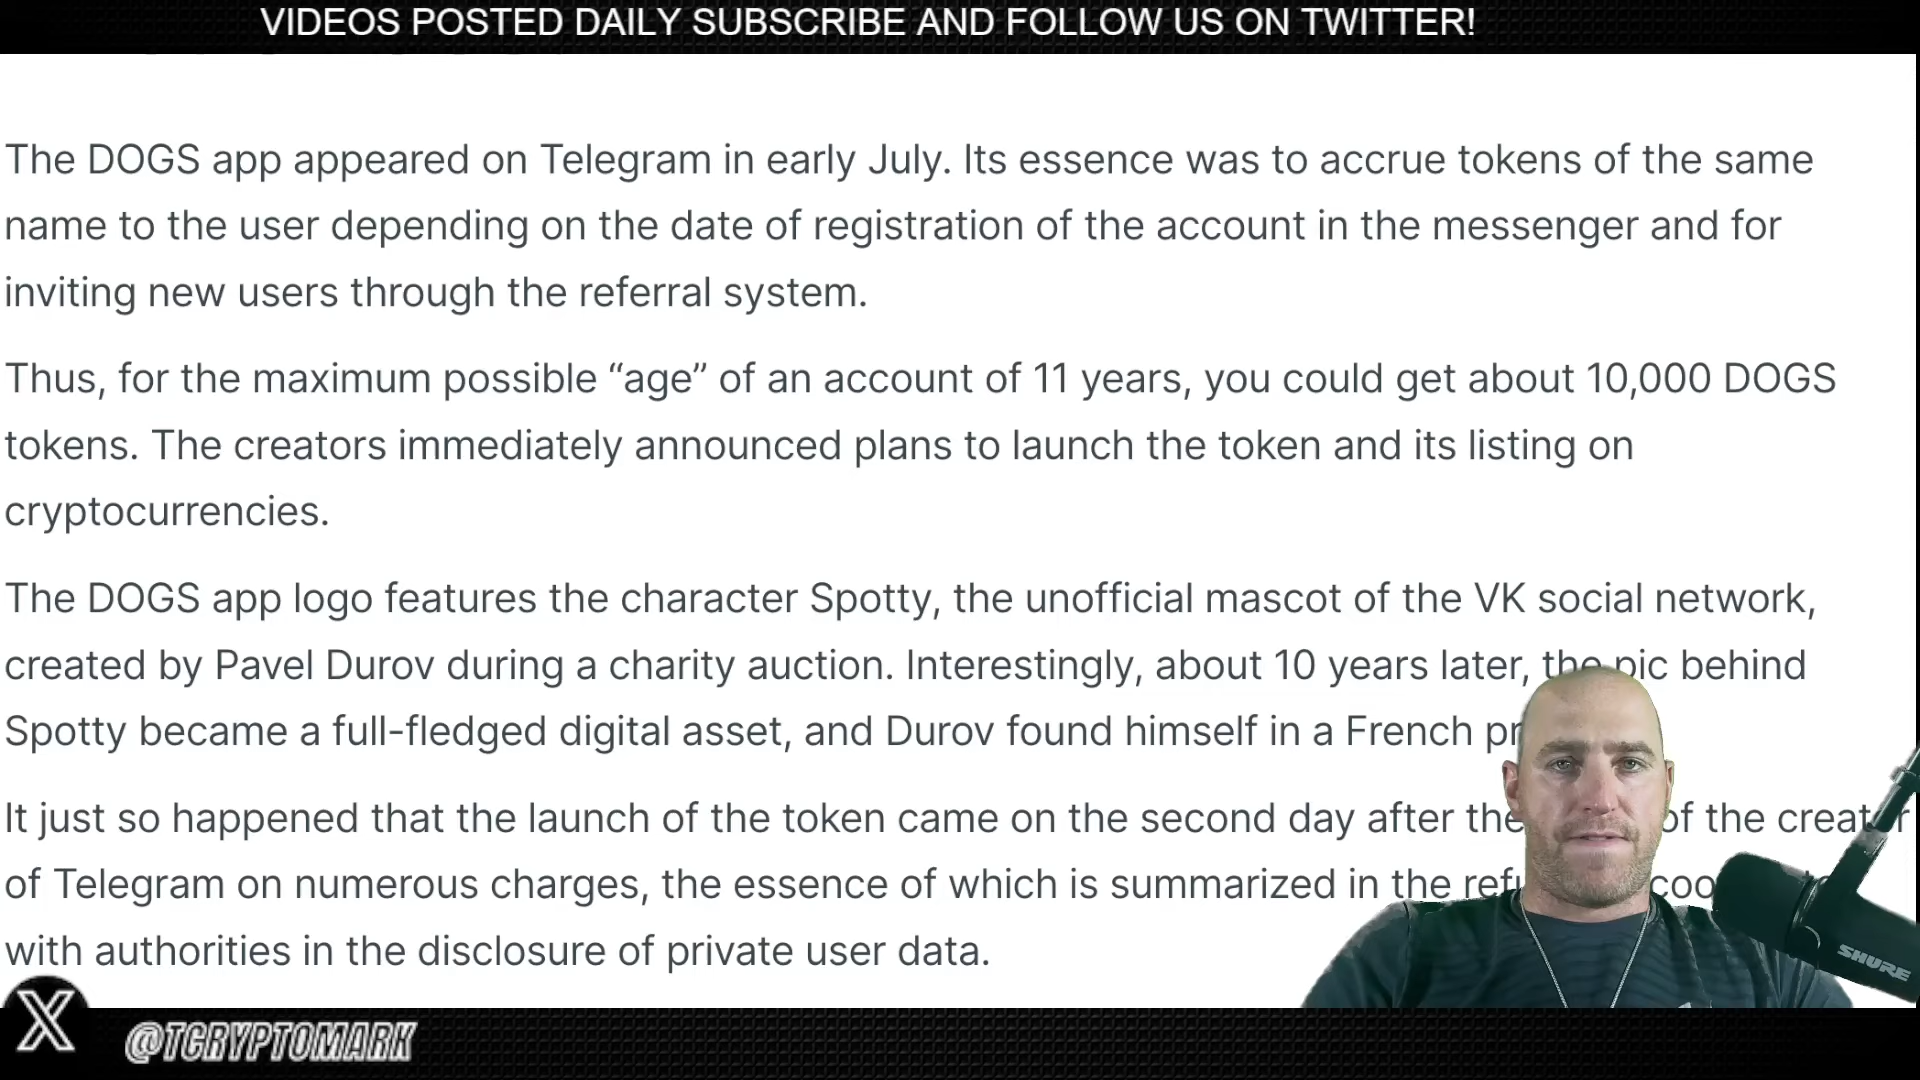 VIDEOS POSTED DAILY SUBSCRIBE AND FOLLOW US ON TWITTER!
The DOGS app appeared on Telegram in early July. Its essence was to accrue tokens of the same
name to the user depending on the date of registration of the account in the messenger and for
inviting new users through the referral system.
Thus, for the maximum possible “age” of an account of 11 years, you could get about 10,000 DOGS
tokens. The creators immediately announced plans to launch the token and its listing on
cryptocurrencies.
The DOGS app logo features the character Spotty, the unofficial mascot of the VK social network,
created by Pavel Durov during a charity auction. Interestingly, about 10 years later, the pic behind
Spotty became a full-fledged digital asset, and Durov found himself in a French
It just so happened that the launch of the token came on the second day after the of the creator
of Telegram on numerous charges, the essence of which is summarized in the
with authorities in the disclosure of private user data.
SHURE
X
@TCRYPTOMARK